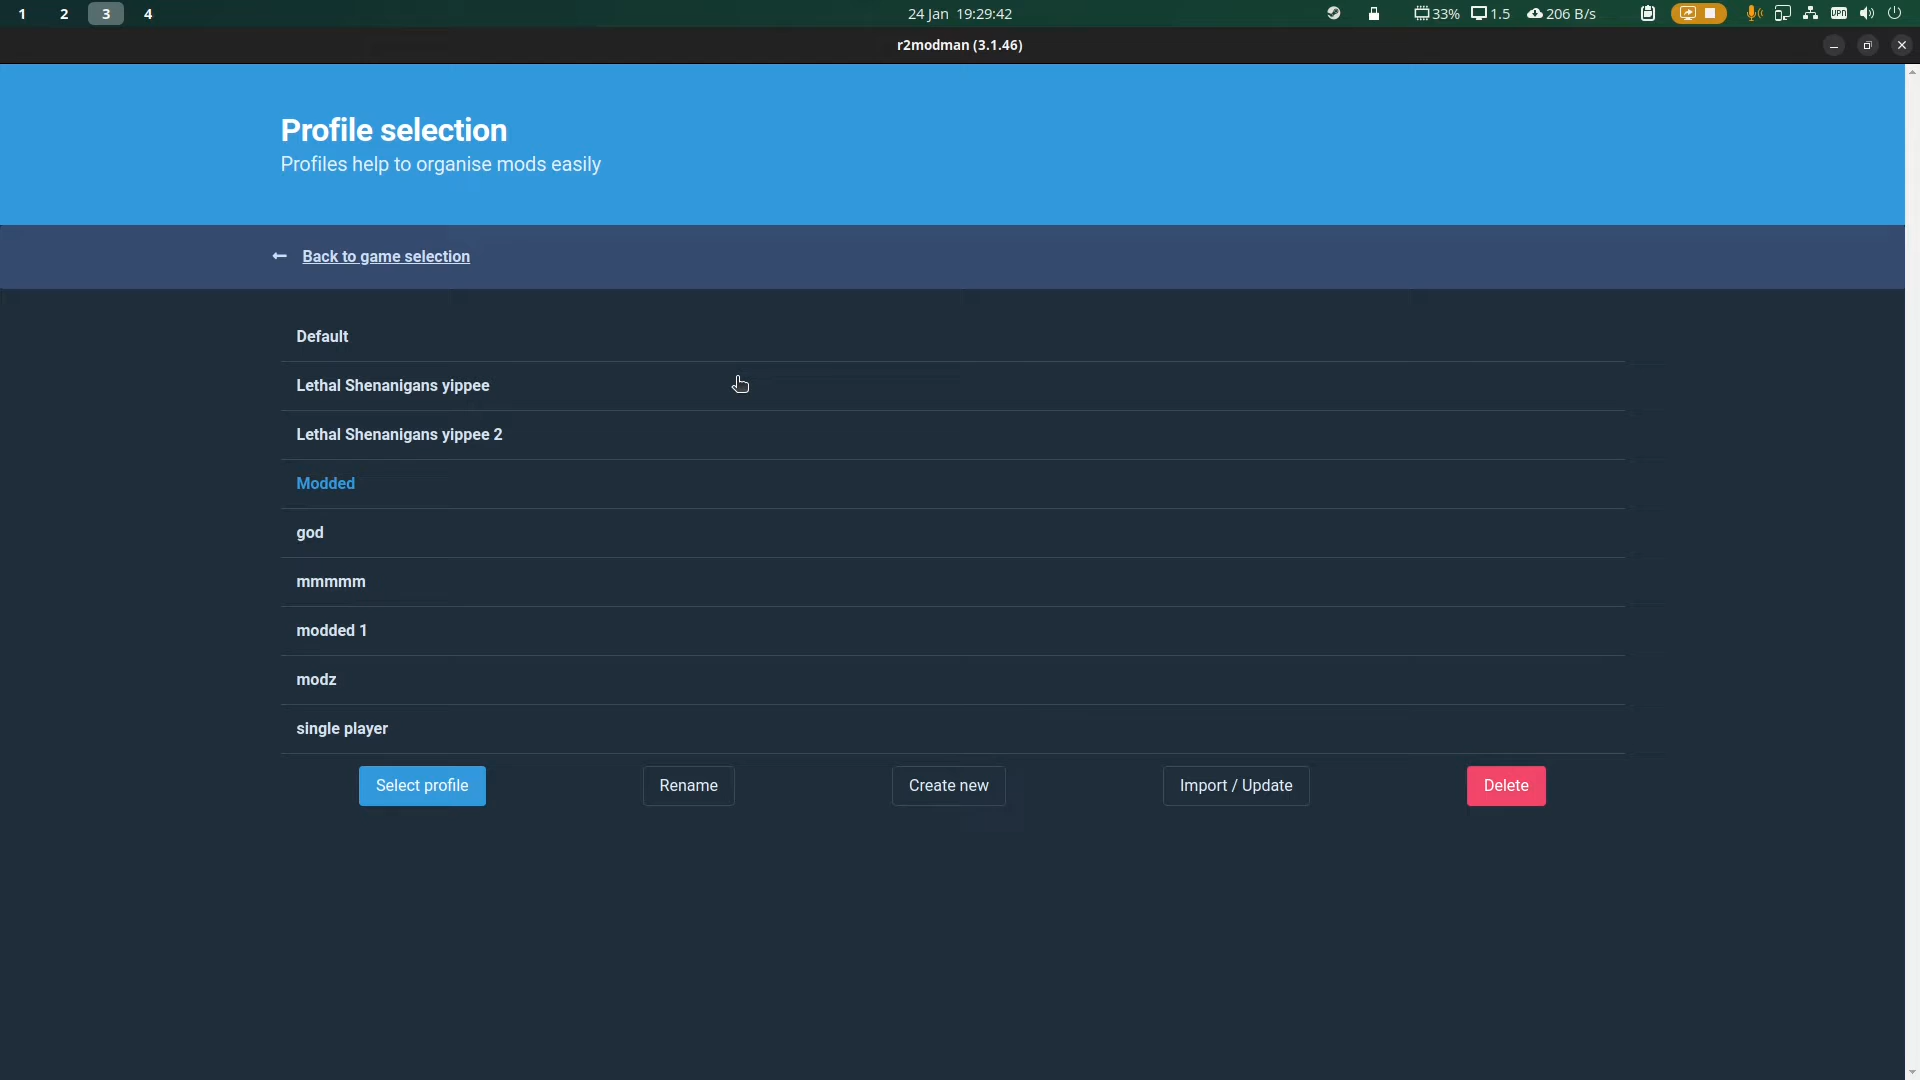 1 2 3 4 24 Jan 19:29:42 33% 1.5 206 B/s VPN
r2modman (3.1.46)
Profile selection
Profiles help to organise mods easily
Back to game selection
Default
Lethal Shenanigans yippee
Lethal Shenanigans yippee 2
Modded
god
mmmmm
modded 1
modz
single player
Select profile Rename Create new Import / Update Delete